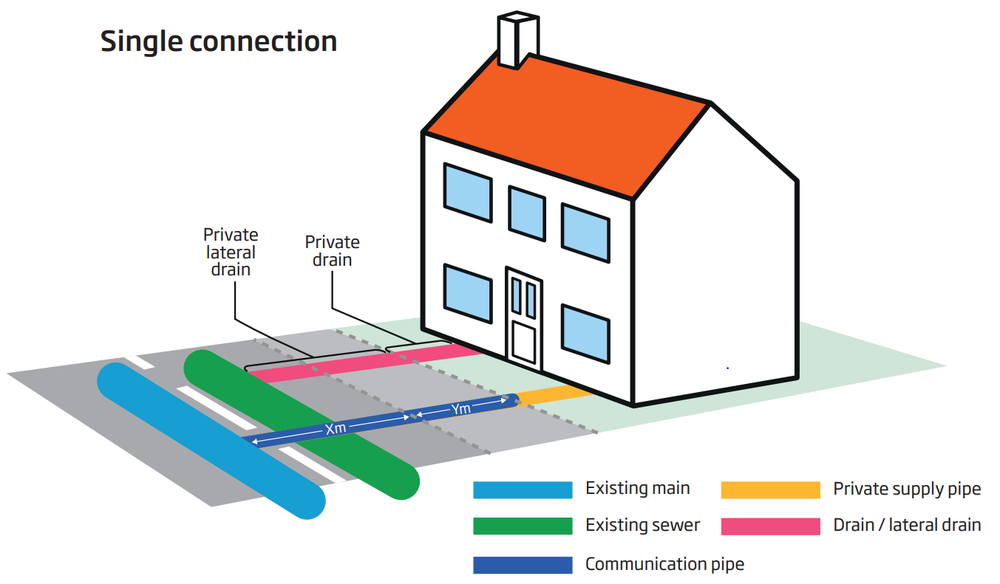 Single connection
Private
lateral
drain
Private
drain
Xm
Ym
Existing main
Private supply pipe
Existing sewer
Drain / lateral drain
Communication pipe